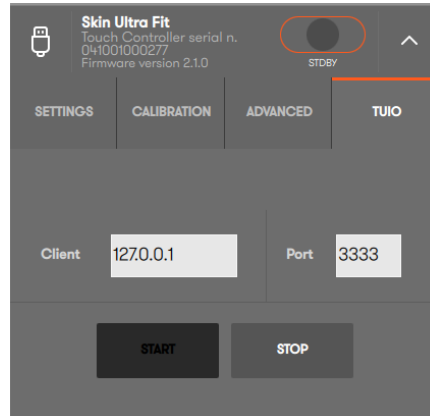 Skin Ultra Fit
Touch Controller serial n.
041001000277
Firmware version 2.1.0
STDBY
SETTINGS CALIBRATION ADVANCED TUIO
Client 127.0.0.1 Port 3333
START STOP